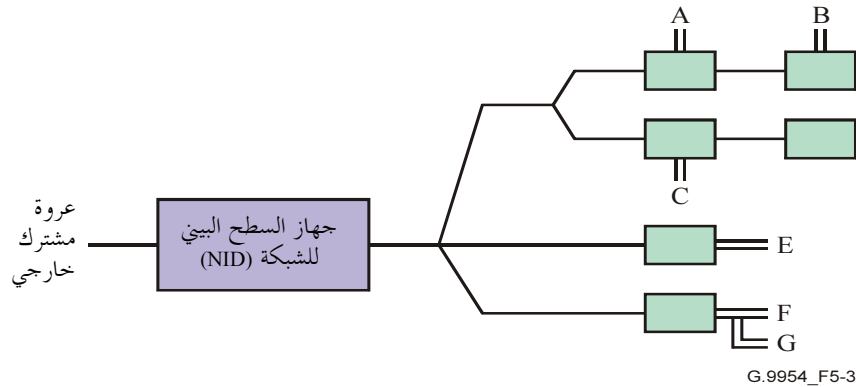 A
B
C
عروة
مشترك
خارجي
جهاز السطح البيني
للشبكة (NID)
E
F
G
G.9954_F5-3